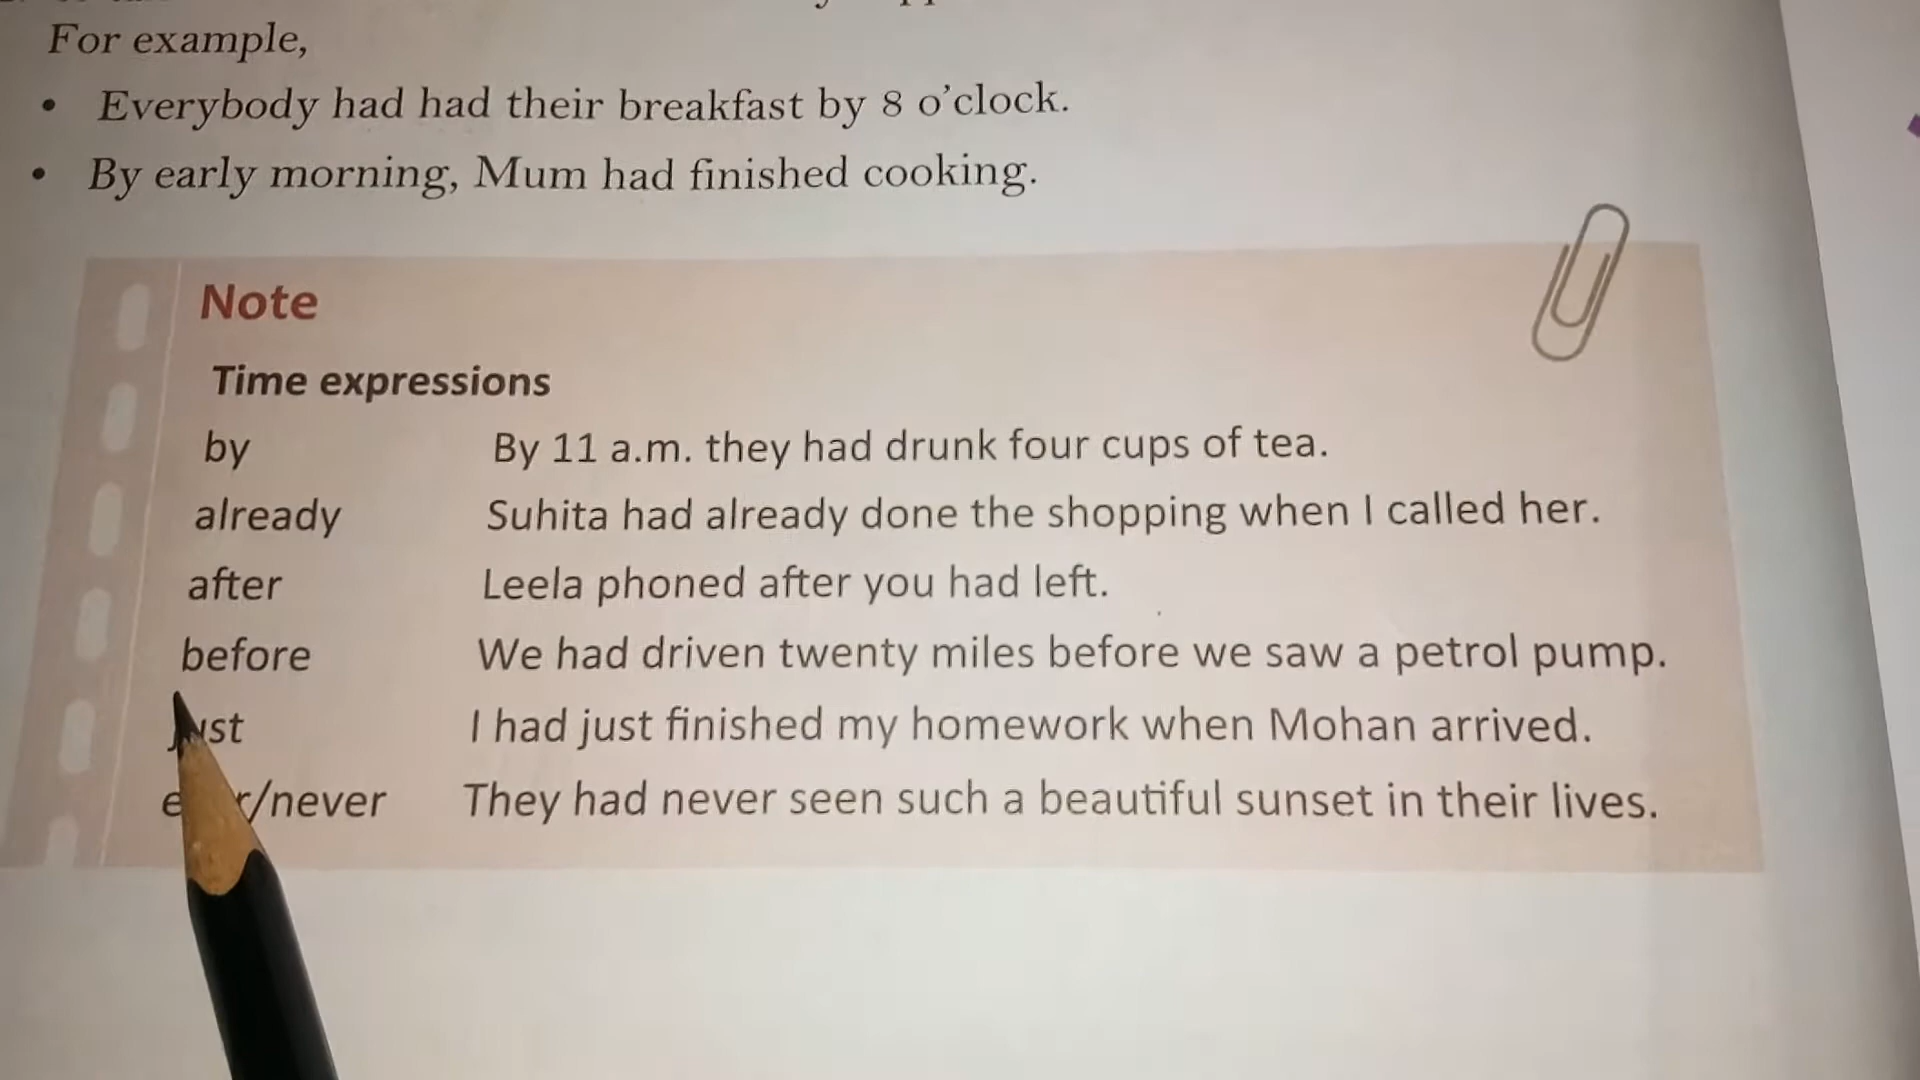 For example,
• Everybody had had their breakfast by 8 o'clock.
• By early morning, Mum had finished cooking.
Note
Time expressions
by By 11 a.m. they had drunk four cups of tea.
already Suhita had already done the shopping when I called her.
after Leela phoned after you had left.
before We had driven twenty miles before we saw a petrol pump.
just I had just finished my homework when Mohan arrived.
ever/never They had never seen such a beautiful sunset in their lives.